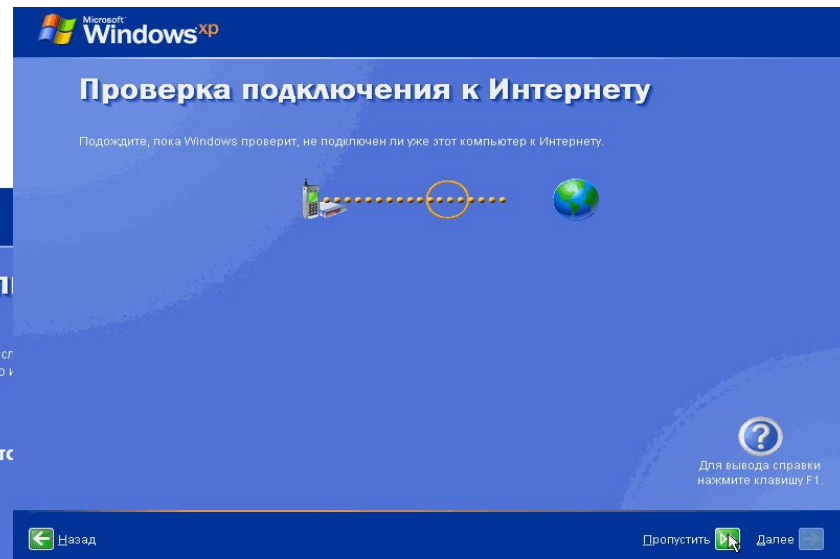 Microsoft
Windows xp
Проверка подключения к Интернету
Подождите, пока Windows проверит, не подключен ли уже этот компьютер к Интернету.
Для вывода справки
нажмите клавишу F1.
Назад
Пропустить
Далее